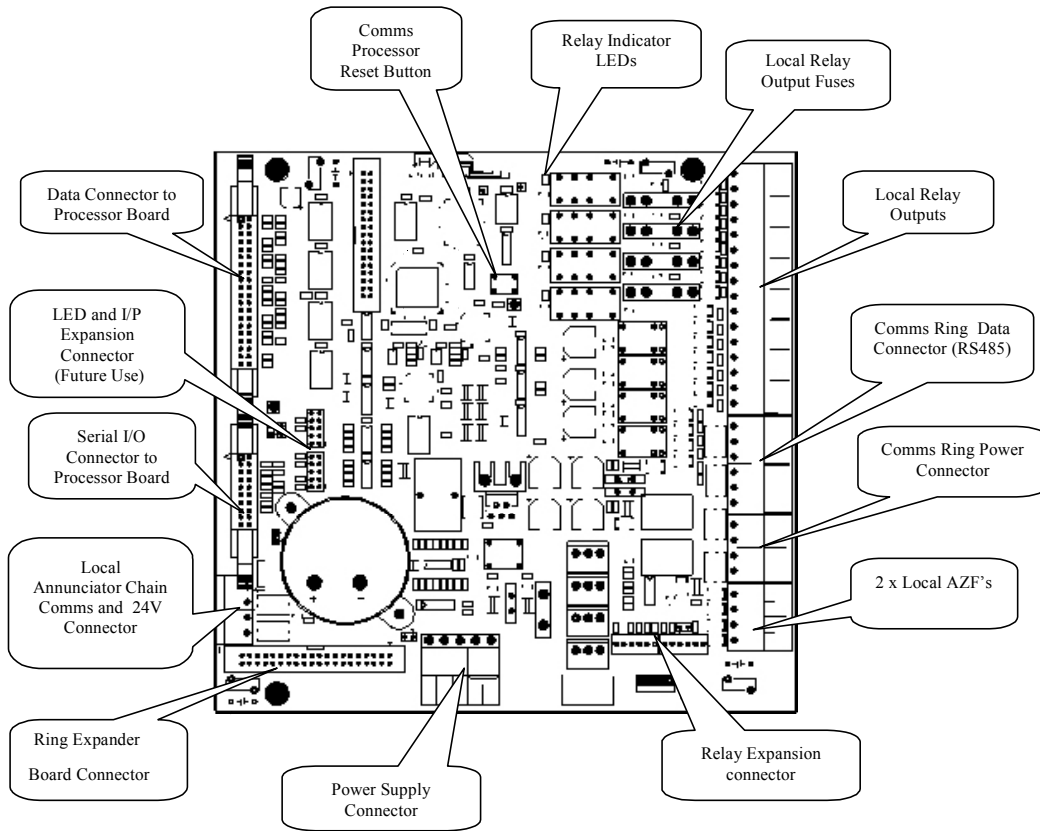 Comms
Processor
Reset Button
Relay Indicator
LEDs
Local Relay
Output Fuses
Data Connector to
Processor Board
Local Relay
Outputs
LED and I/P
Expansion
Connector
(Future Use)
Comms Ring Data
Connector (RS485)
Serial I/O
Connector to
Processor Board
Comms Ring Power
Connector
Local
Annunciator Chain
Comms and 24V
Connector
2 x Local AZF's
Ring Expander
Board Connector
Power Supply
Connector
Relay Expansion
connector